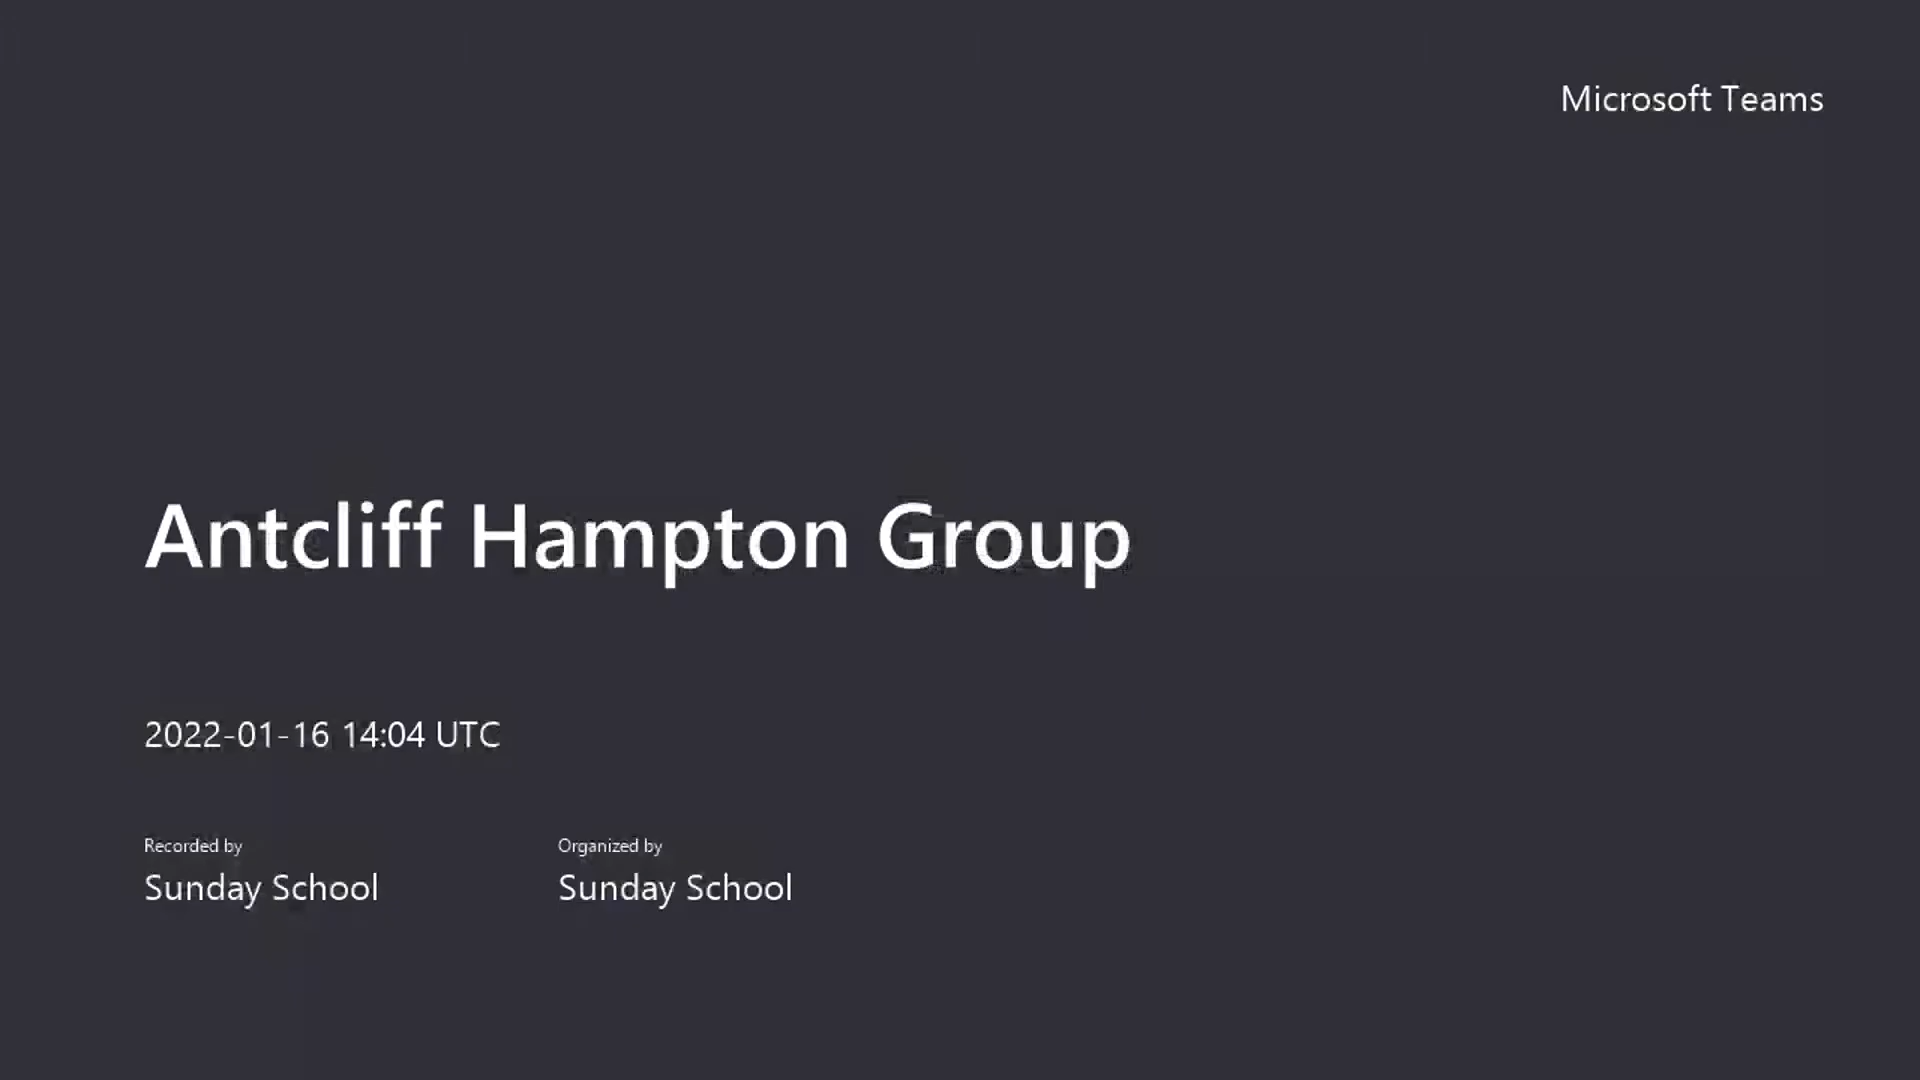 Microsoft Teams
Antcliff Hampton Group
2022-01-16 14:04 UTC
Recorded by
Sunday School
Organized by
Sunday School